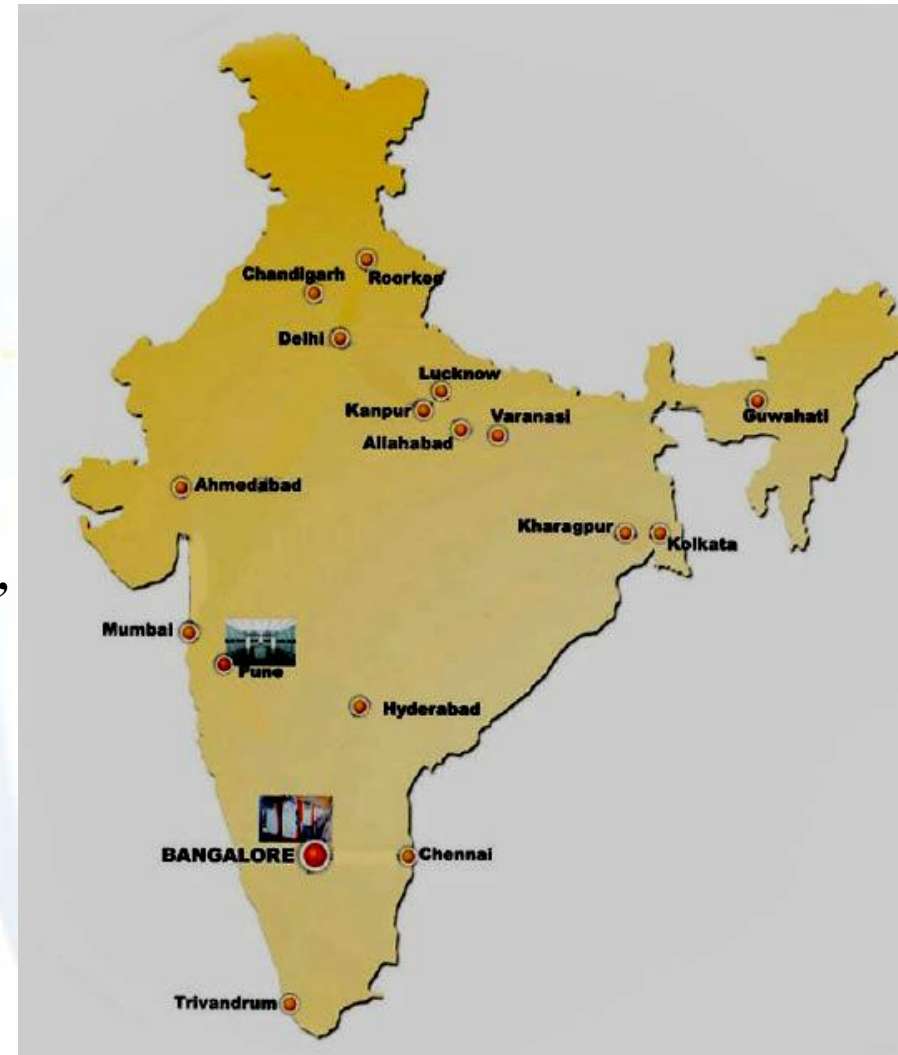 Chandigarh
Roorkee
Delhi
Lucknow
Kanpur
Varanasi
Allahabad
Guwahati
Ahmedabad
Kharagpur
Kolkata
,
Mumbai
Pune
Hyderabad
BANGALORE
Chennai
Trivandrum